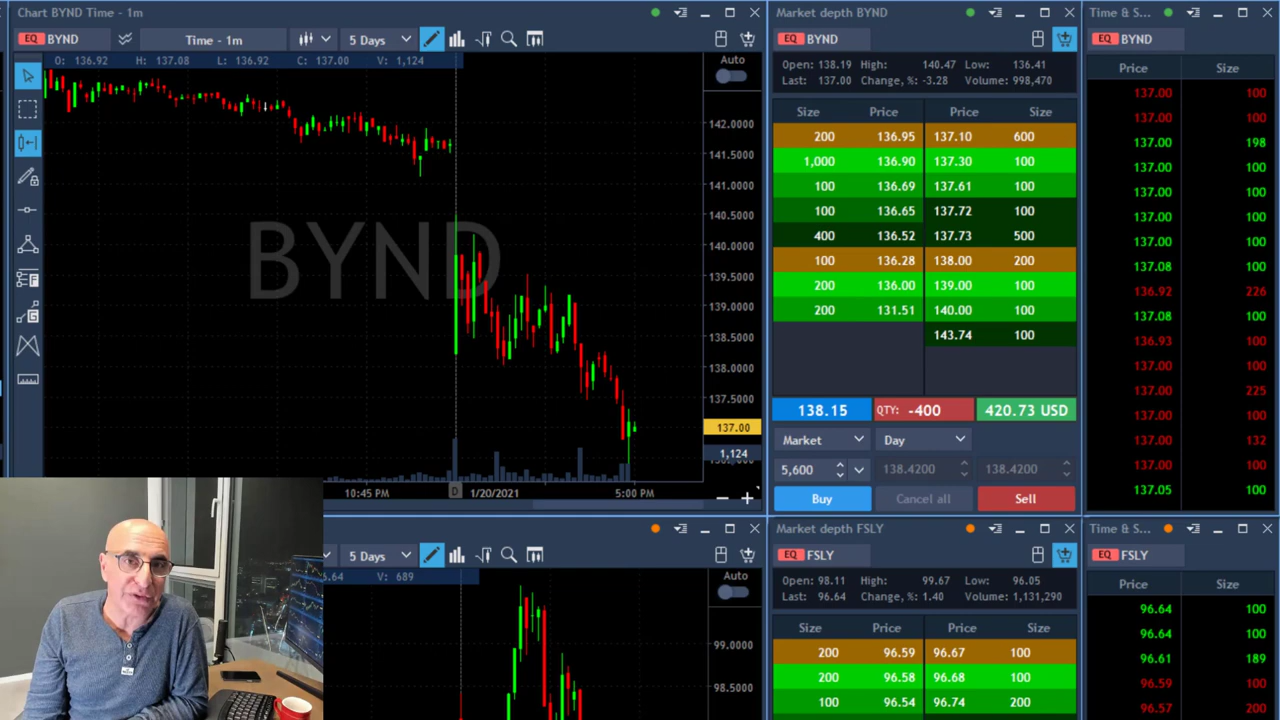 Chart BYND Time - 1m
EQ BYND Time - 1m 5 Days
O: 136.92 H: 137.08 L: 136.92 C: 137.00 V: 1,124
Auto
BYND
142.0000
141.5000
141.0000
140.5000
140.0000
139.5000
139.0000
138.5000
138.0000
137.5000
137.00
1,124
10:45 PM D 1/20/2021 5:00 PM
Market depth BYND
EQ BYND
Open: 138.19 High: 140.47 Low: 136.41
Last: 137.00 Change, %: -3.28 Volume: 998,470
Size Price Price Size
200 136.95 137.10 600
1,000 136.90 137.30 100
100 136.69 137.61 100
100 136.65 137.72 100
400 136.52 137.73 500
100 136.28 138.00 200
200 136.00 139.00 100
200 131.51 140.00 100
143.74 100
138.15 QTY: -400 420.73 USD
Market Day
5,600 138.4200 138.4200
Buy Cancel all Sell
Time & S...
EQ BYND
Price Size
137.00 100
137.00 100
137.00 198
137.00 100
137.00 100
137.00 100
137.00 100
137.08 100
136.92 226
137.08 100
136.93 100
137.00 100
137.00 225
137.00 100
137.00 132
137.00 100
137.05 100
5 Days
6.64 V: 689
Auto
99.0000
98.5000
Market depth FSLY
EQ FSLY
Open: 98.11 High: 99.67 Low: 96.05
Last: 96.64 Change, %: 1.40 Volume: 1,131,290
Size Price Price Size
200 96.59 96.67 100
200 96.58 96.68 100
100 96.54 96.74 200
Time & S...
EQ FSLY
Price Size
96.64 100
96.64 100
96.61 189
96.59 100
96.57 200